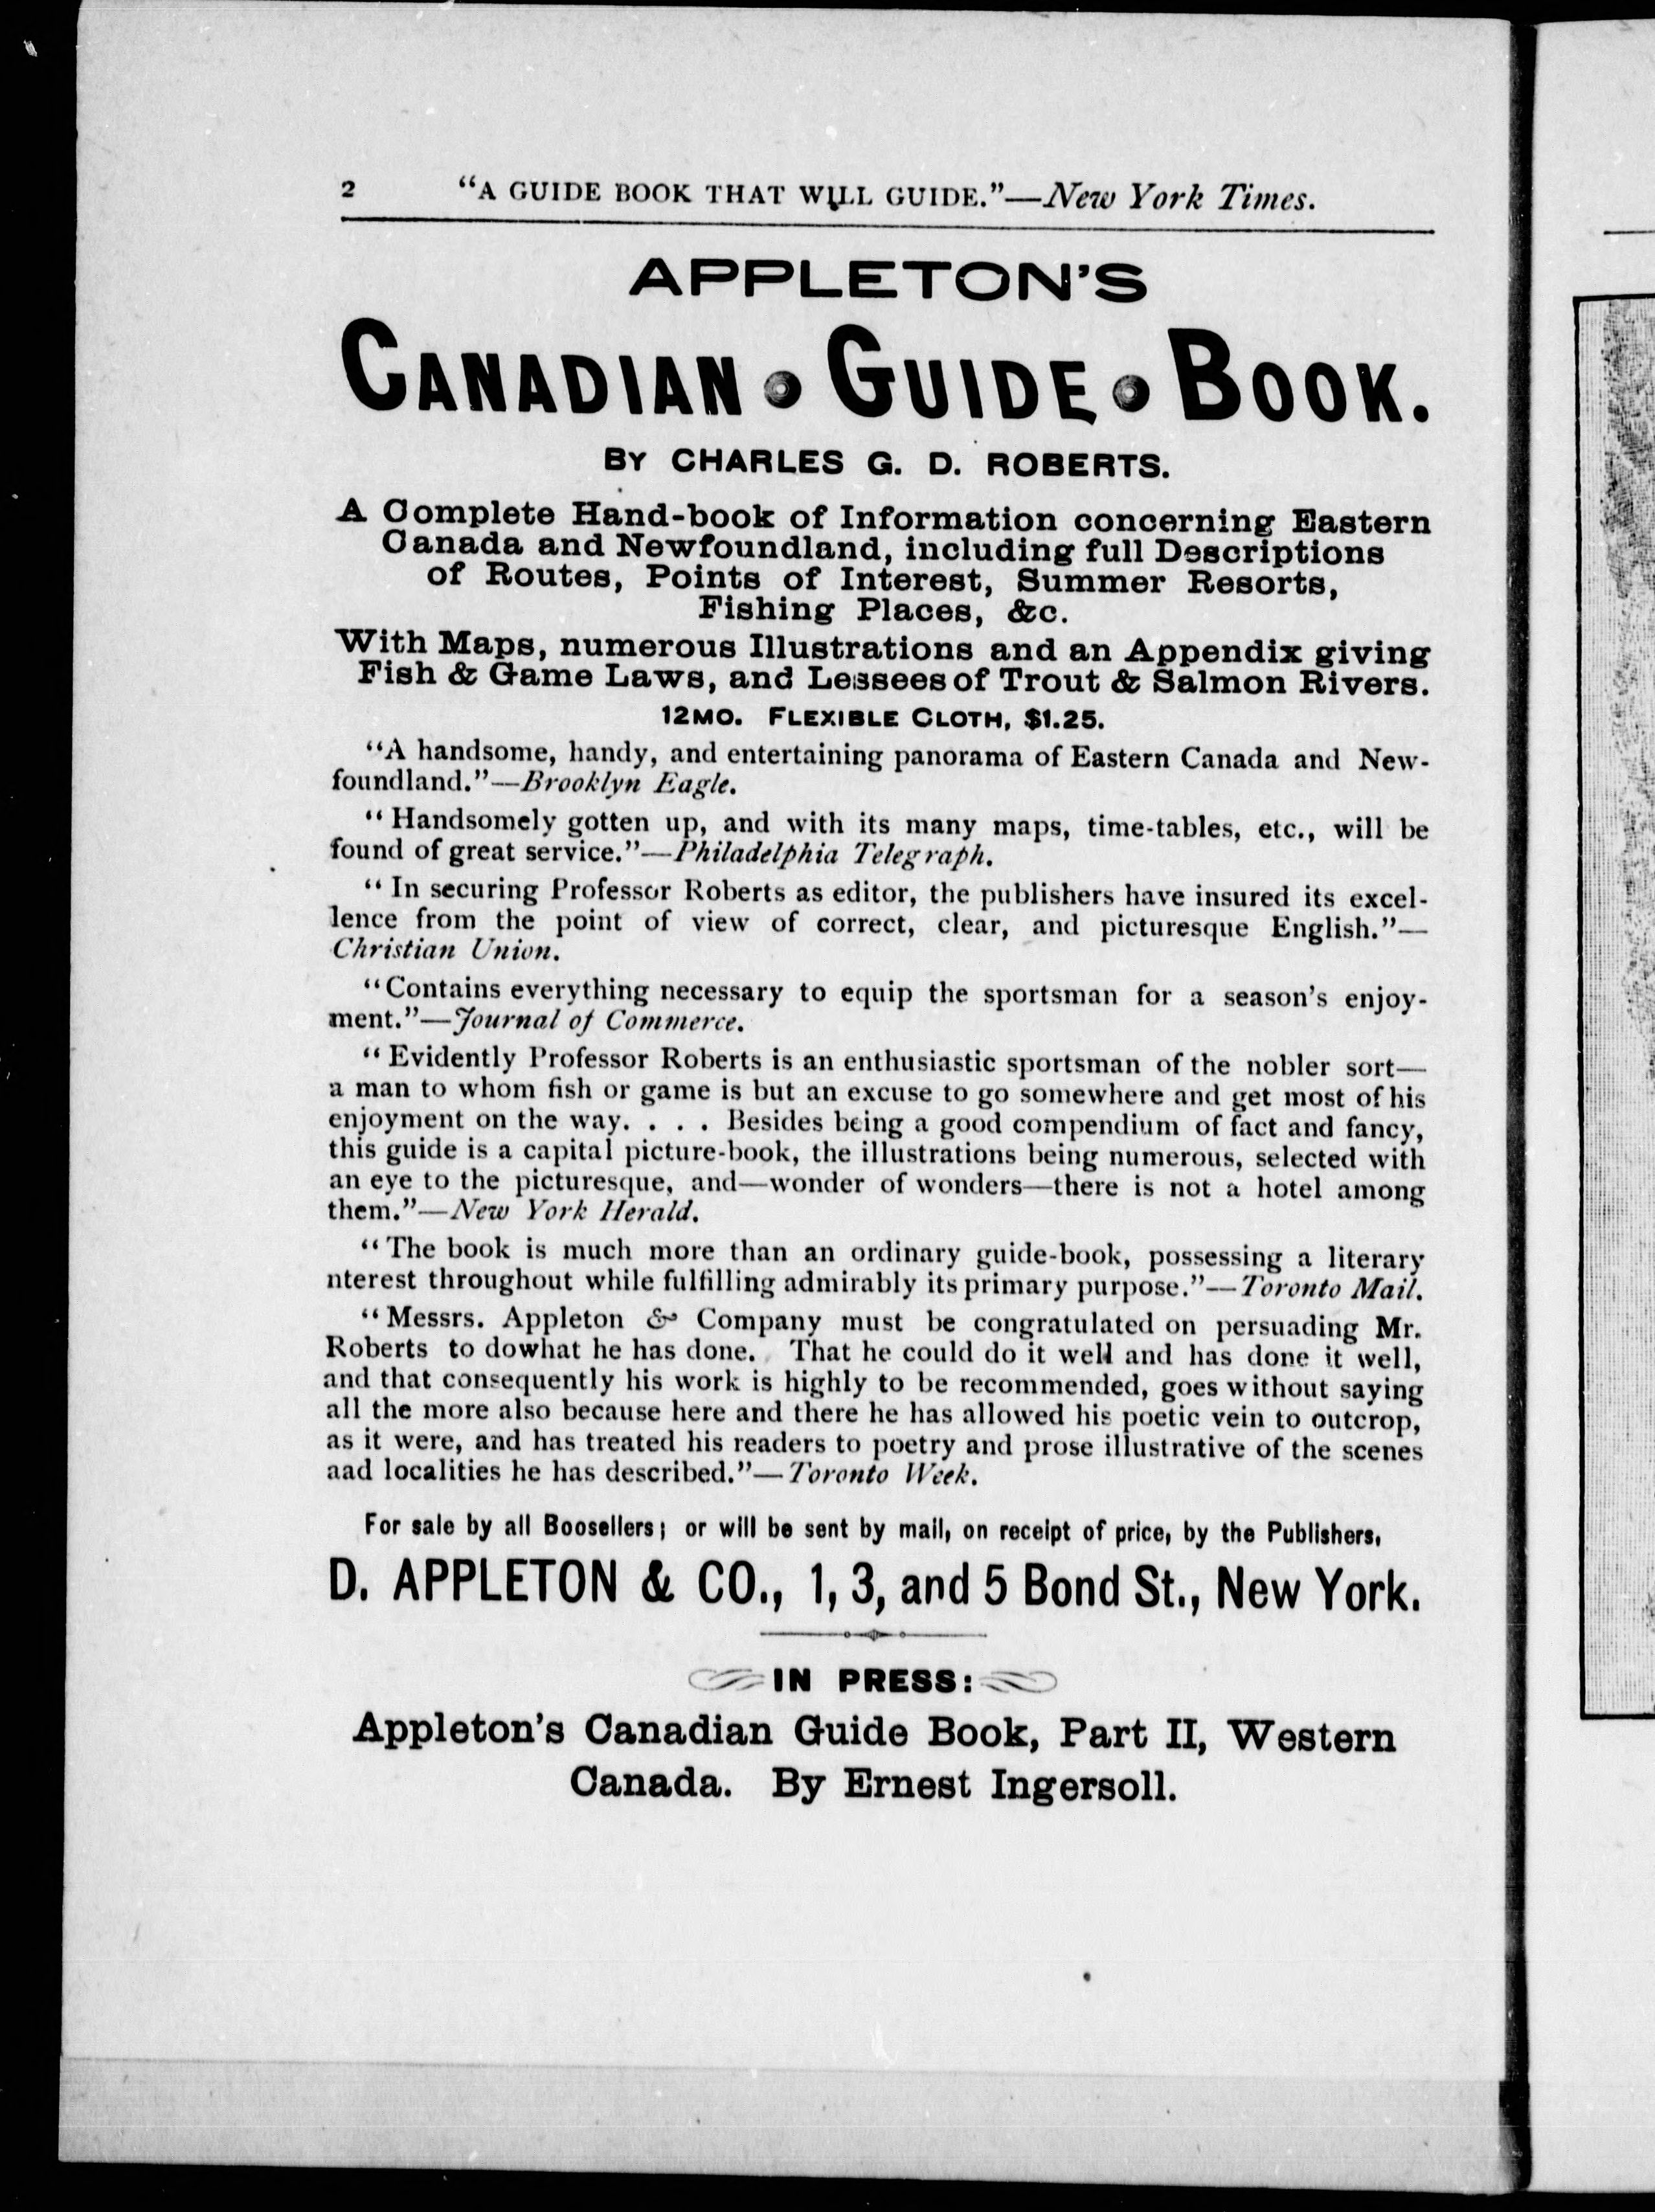 2 "A GUIDE BOOK THAT WILL GUIDE."—New York Times.
APPLETON'S
CANADIAN GUIDE BOOK.
BY CHARLES G. D. ROBERTS.
A Complete Hand-book of Information concerning Eastern
Canada and Newfoundland, including full Descriptions
of Routes, Points of Interest, Summer Resorts,
Fishing Places, &c.
With Maps, numerous Illustrations and an Appendix giving
Fish & Game Laws, and Lessees of Trout & Salmon Rivers.
12MO. FLEXIBLE CLOTH, $1.25.
"A handsome, handy, and entertaining panorama of Eastern Canada and New-
foundland."—Brooklyn Eagle.
"Handsomely gotten up, and with its many maps, time-tables, etc., will be
found of great service."—Philadelphia Telegraph.
"In securing Professor Roberts as editor, the publishers have insured its excel-
lence from the point of view of correct, clear, and picturesque English."—
Christian Union.
"Contains everything necessary to equip the sportsman for a season's enjoy-
ment."—Journal of Commerce.
"Evidently Professor Roberts is an enthusiastic sportsman of the nobler sort—
a man to whom fish or game is but an excuse to go somewhere and get most of his
enjoyment on the way. . . . Besides being a good compendium of fact and fancy,
this guide is a capital picture-book, the illustrations being numerous, selected with
an eye to the picturesque, and—wonder of wonders—there is not a hotel among
them."—New York Herald.
"The book is much more than an ordinary guide-book, possessing a literary
nterest throughout while fulfilling admirably its primary purpose."—Toronto Mail.
"Messrs. Appleton & Company must be congratulated on persuading Mr.
Roberts to dowhat he has done. That he could do it well and has done it well,
and that consequently his work is highly to be recommended, goes without saying
all the more also because here and there he has allowed his poetic vein to outcrop,
as it were, and has treated his readers to poetry and prose illustrative of the scenes
aad localities he has described."—Toronto Week.
For sale by all Boosellers; or will be sent by mail, on receipt of price, by the Publishers,
D. APPLETON & CO., 1, 3, and 5 Bond St., New York.
IN PRESS:
Appleton's Canadian Guide Book, Part II, Western
Canada. By Ernest Ingersoll.